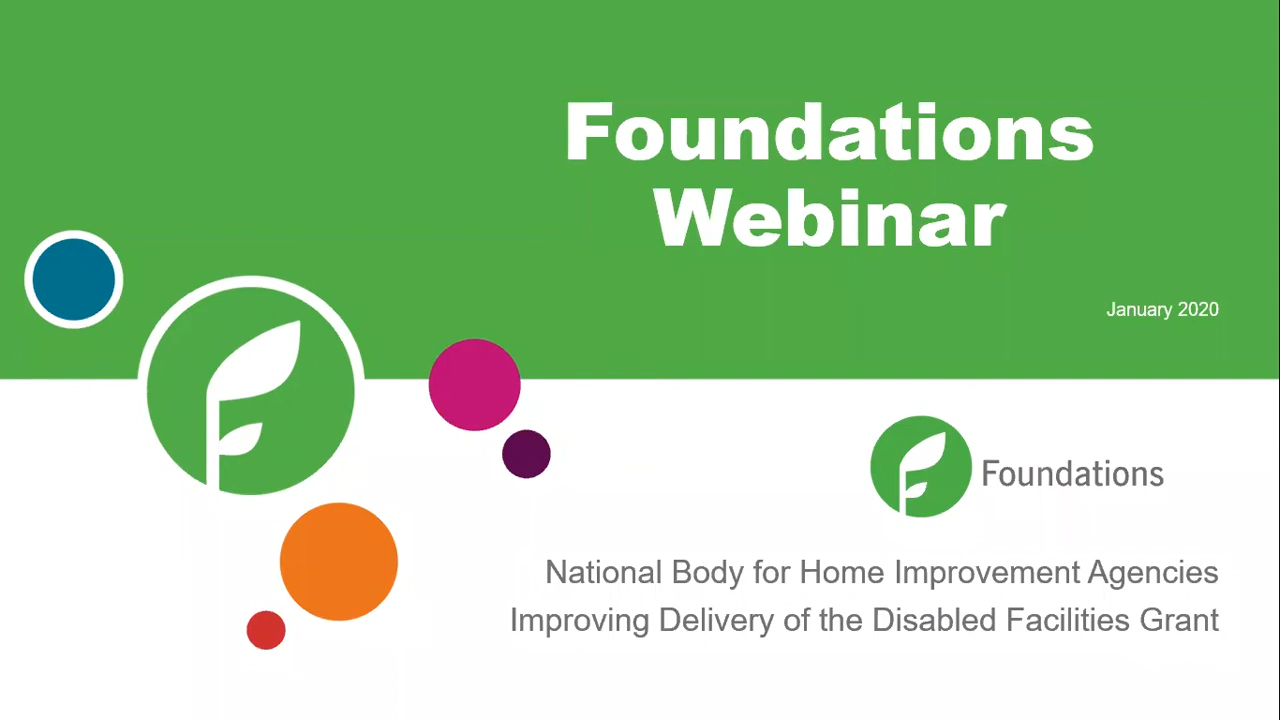 Foundations
Webinar
January 2020
Foundations
National Body for Home Improvement Agencies
Improving Delivery of the Disabled Facilities Grant